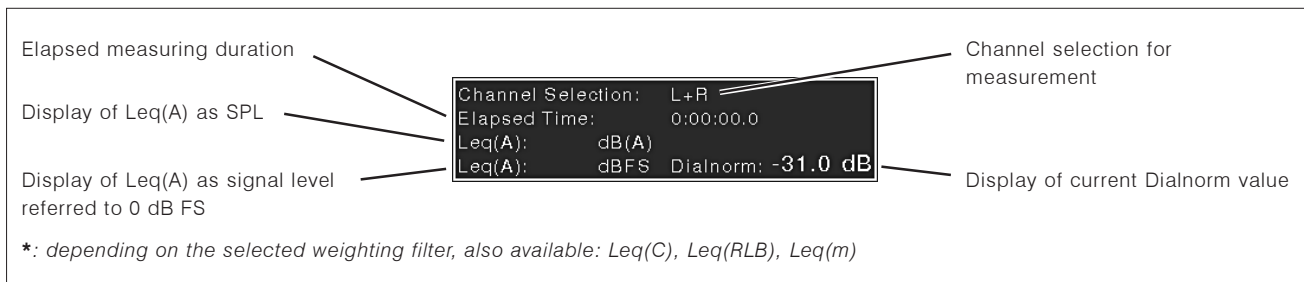 Elapsed measuring duration
Display of Leq(A) as SPL
Display of Leq(A) as signal level
referred to 0 dB FS
Channel Selection: L+R
Elapsed Time: 0:00:00.0
Leq(A): dB(A)
Leq(A): dBFS Dialnorm: -31.0 dB
Channel selection for
measurement
Display of current Dialnorm value
*: depending on the selected weighting filter, also available: Leq(C), Leq(RLB), Leq(m)